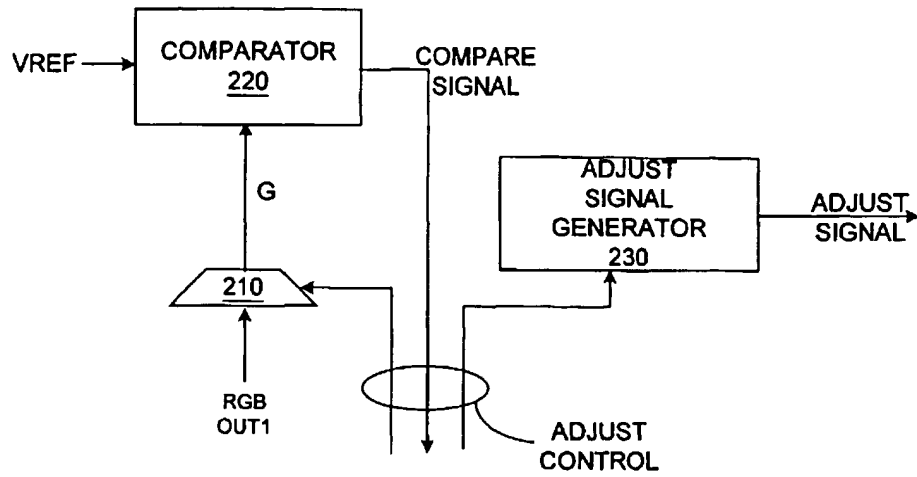 VREF
COMPARATOR
220
COMPARE
SIGNAL
G
ADJUST
SIGNAL
GENERATOR
230
ADJUST
SIGNAL
210
RGB
OUT1
ADJUST
CONTROL